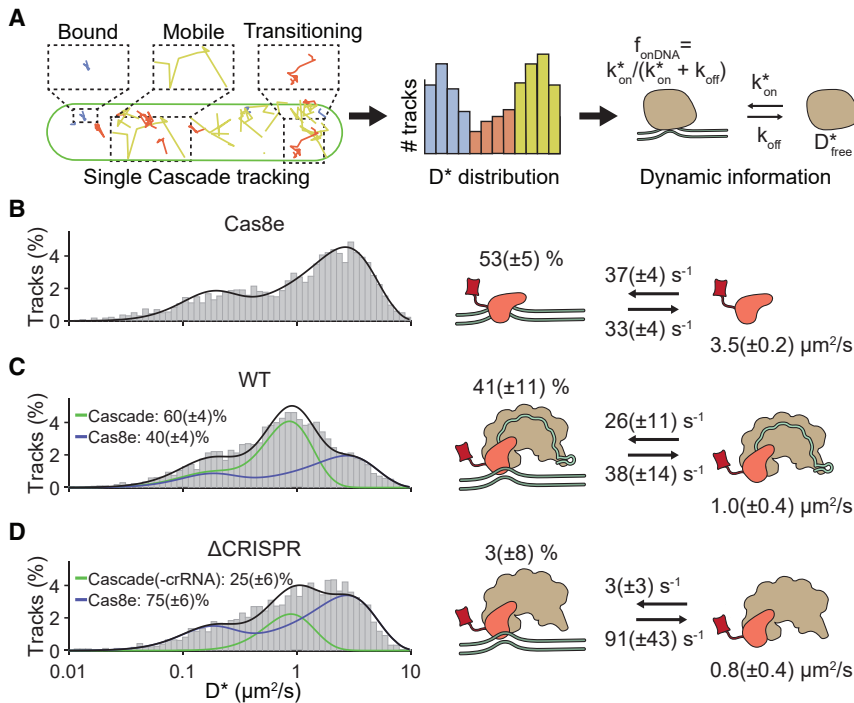 A
Bound
Mobile
Transitioning
Single Cascade tracking
# tracks
D* distribution
f_onDNA =
k*_on/(k*_on + k_off)
k*_on
k_off
D*_free
Dynamic information
B
Cas8e
Tracks (%)
4
2
0
53(±5) %
37(±4) s⁻¹
33(±4) s⁻¹
3.5(±0.2) µm²/s
C
WT
Tracks (%)
4
2
0
Cascade: 60(±4)%
Cas8e: 40(±4)%
41(±11) %
26(±11) s⁻¹
38(±14) s⁻¹
1.0(±0.4) µm²/s
D
ΔCRISPR
Tracks (%)
4
2
0
Cascade(-crRNA): 25(±6)%
Cas8e: 75(±6)%
0.01
0.1
1
10
D* (µm²/s)
3(±8) %
3(±3) s⁻¹
91(±43) s⁻¹
0.8(±0.4) µm²/s